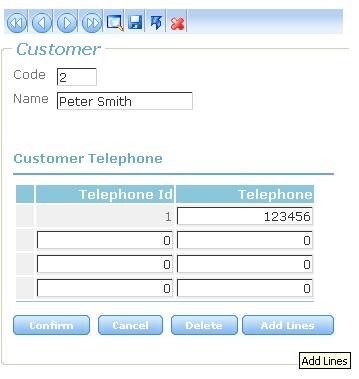 Customer
Code 2
Name Peter Smith
Customer Telephone
Telephone Id Telephone
1 123456
0 0
0 0
0 0
Confirm Cancel Delete Add Lines
Add Lines